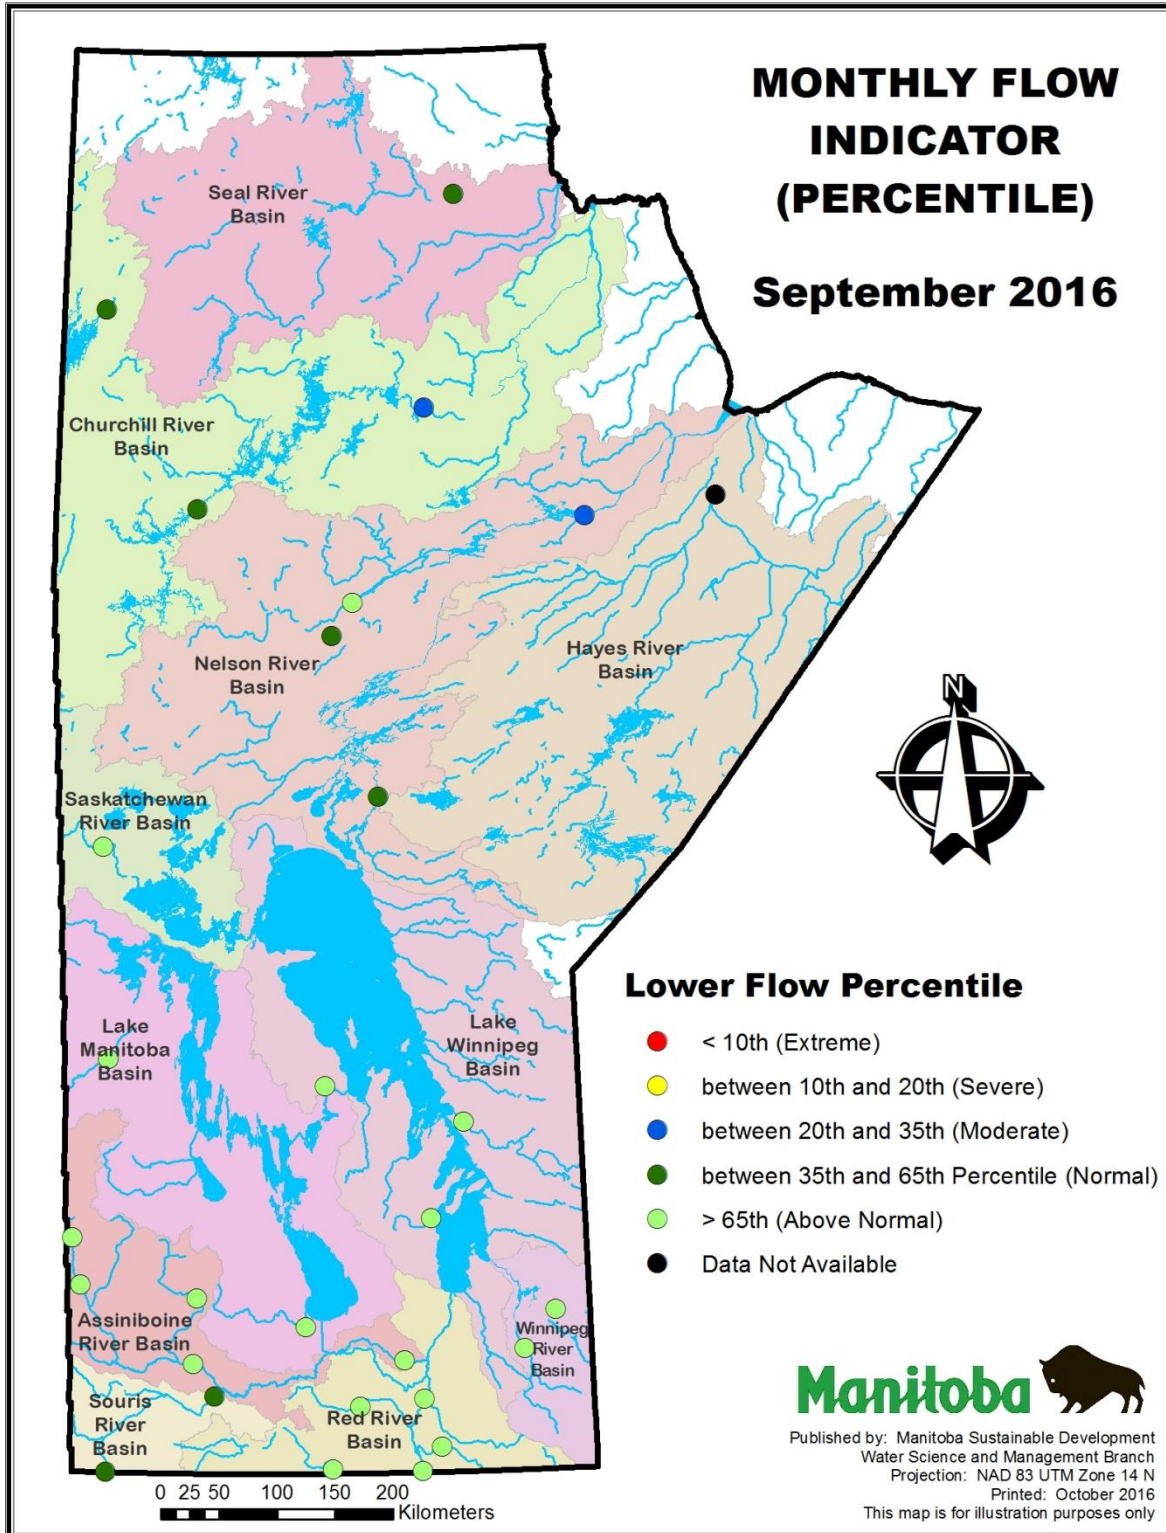 MONTHLY FLOW
INDICATOR
(PERCENTILE)
September 2016
Seal River
Basin
Churchill River
Basin
Nelson River
Basin
Hayes River
Basin
N
Saskatchewan
River Basin
Lake
Manitoba
Basin
Lake
Winnipeg
Basin
Lower Flow Percentile
< 10th (Extreme)
between 10th and 20th (Severe)
between 20th and 35th (Moderate)
between 35th and 65th Percentile (Normal)
> 65th (Above Normal)
Data Not Available
Assiniboine
River Basin
Winnipeg
River
Basin
Souris
River
Basin
Red River
Basin
Manitoba
Published by: Manitoba Sustainable Development
Water Science and Management Branch
Projection: NAD 83 UTM Zone 14 N
Printed: October 2016
This map is for illustration purposes only
0 25 50 100 150 200
Kilometers